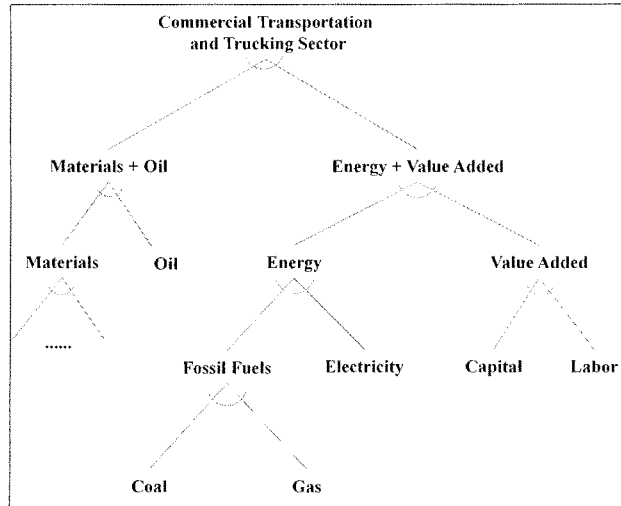 Commercial Transportation
and Trucking Sector
Materials + Oil
Energy + Value Added
Materials
Oil
Energy
Value Added
......
Fossil Fuels
Electricity
Capital
Labor
Coal
Gas